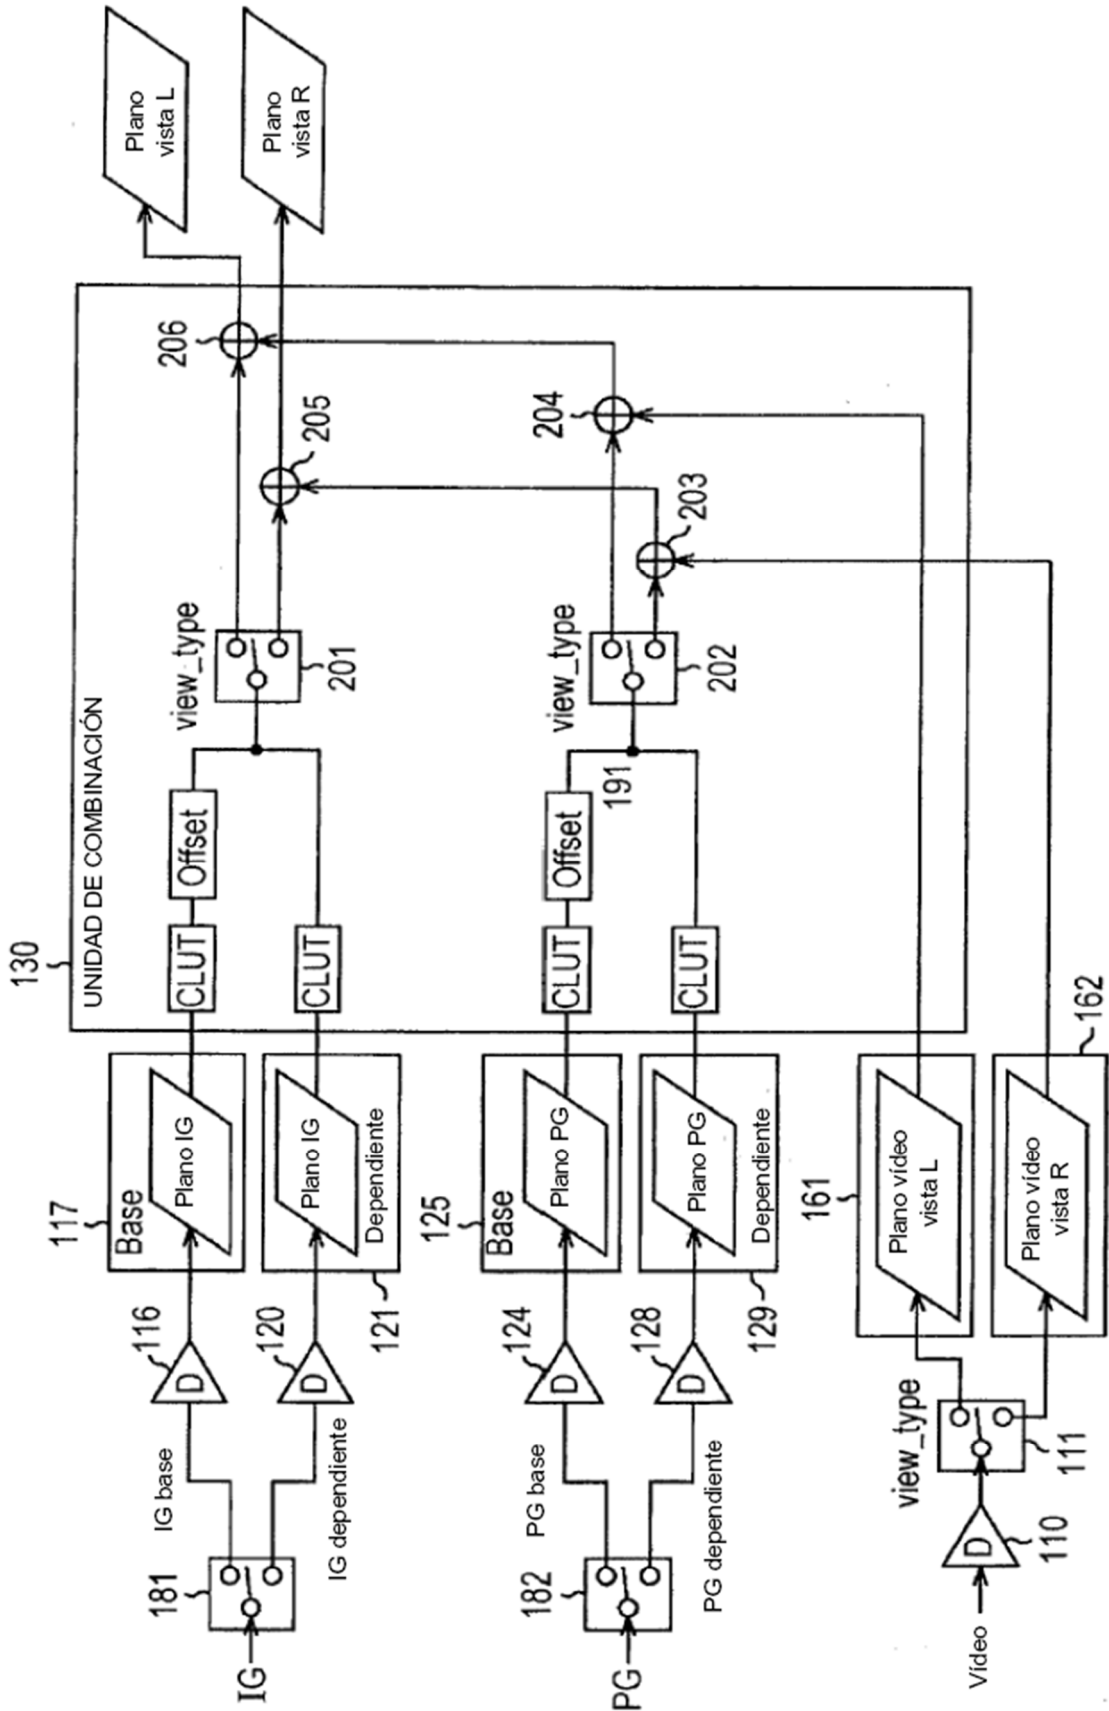 130
UNIDAD DE COMBINACIÓN
IG
181
IG base
IG dependiente
116
D
120
D
117
Base
Plano IG
Plano IG
Dependiente
121
CLUT
Offset
CLUT
view_type
201
206
205
Plano
vista L
Plano
vista R
PG
182
PG base
PG dependiente
124
D
128
D
125
Base
Plano PG
Plano PG
Dependiente
129
CLUT
Offset
CLUT
191
view_type
202
204
203
Vídeo
D
110
view_type
111
161
Plano vídeo
vista L
Plano vídeo
vista R
162